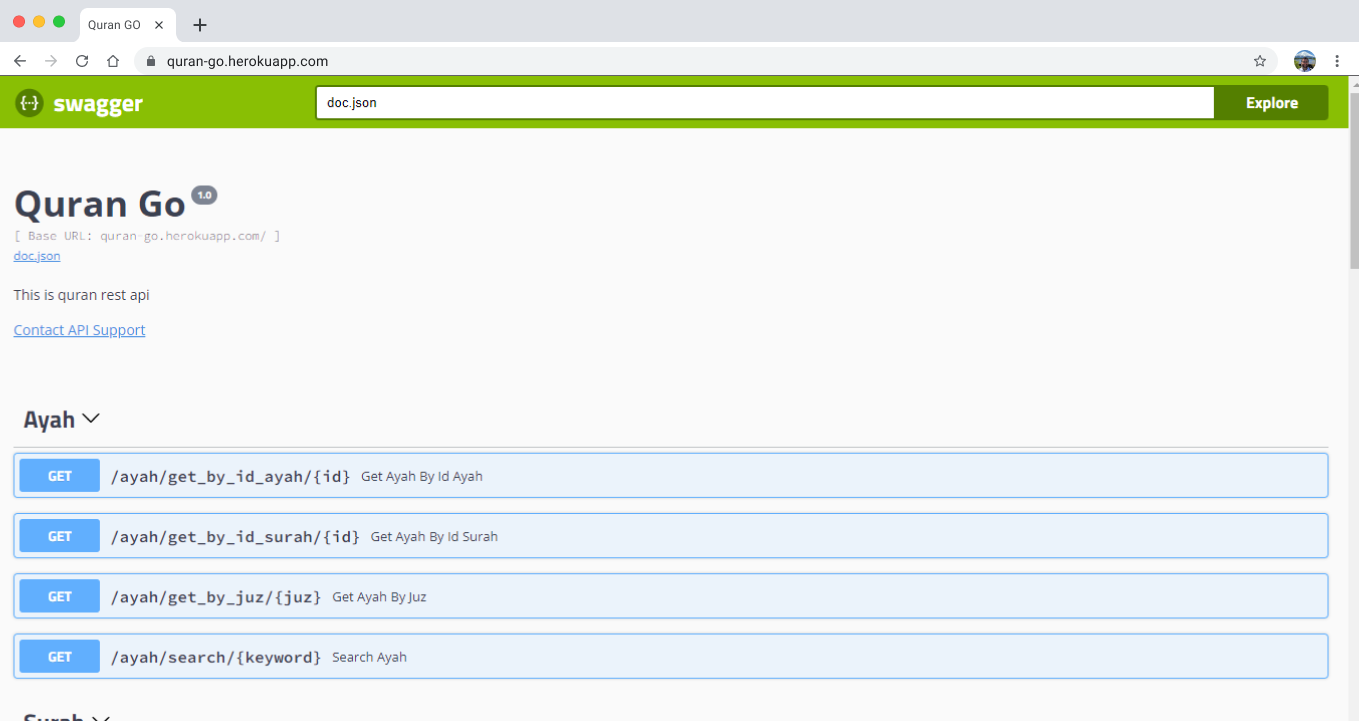 Quran GO
quran-go.herokuapp.com
swagger doc.json Explore
Quran Go 1.0
[ Base URL: quran-go.herokuapp.com/ ]
doc.json
This is quran rest api
Contact API Support
Ayah
GET /ayah/get_by_id_ayah/{id} Get Ayah By Id Ayah
GET /ayah/get_by_id_surah/{id} Get Ayah By Id Surah
GET /ayah/get_by_juz/{juz} Get Ayah By Juz
GET /ayah/search/{keyword} Search Ayah
Surah